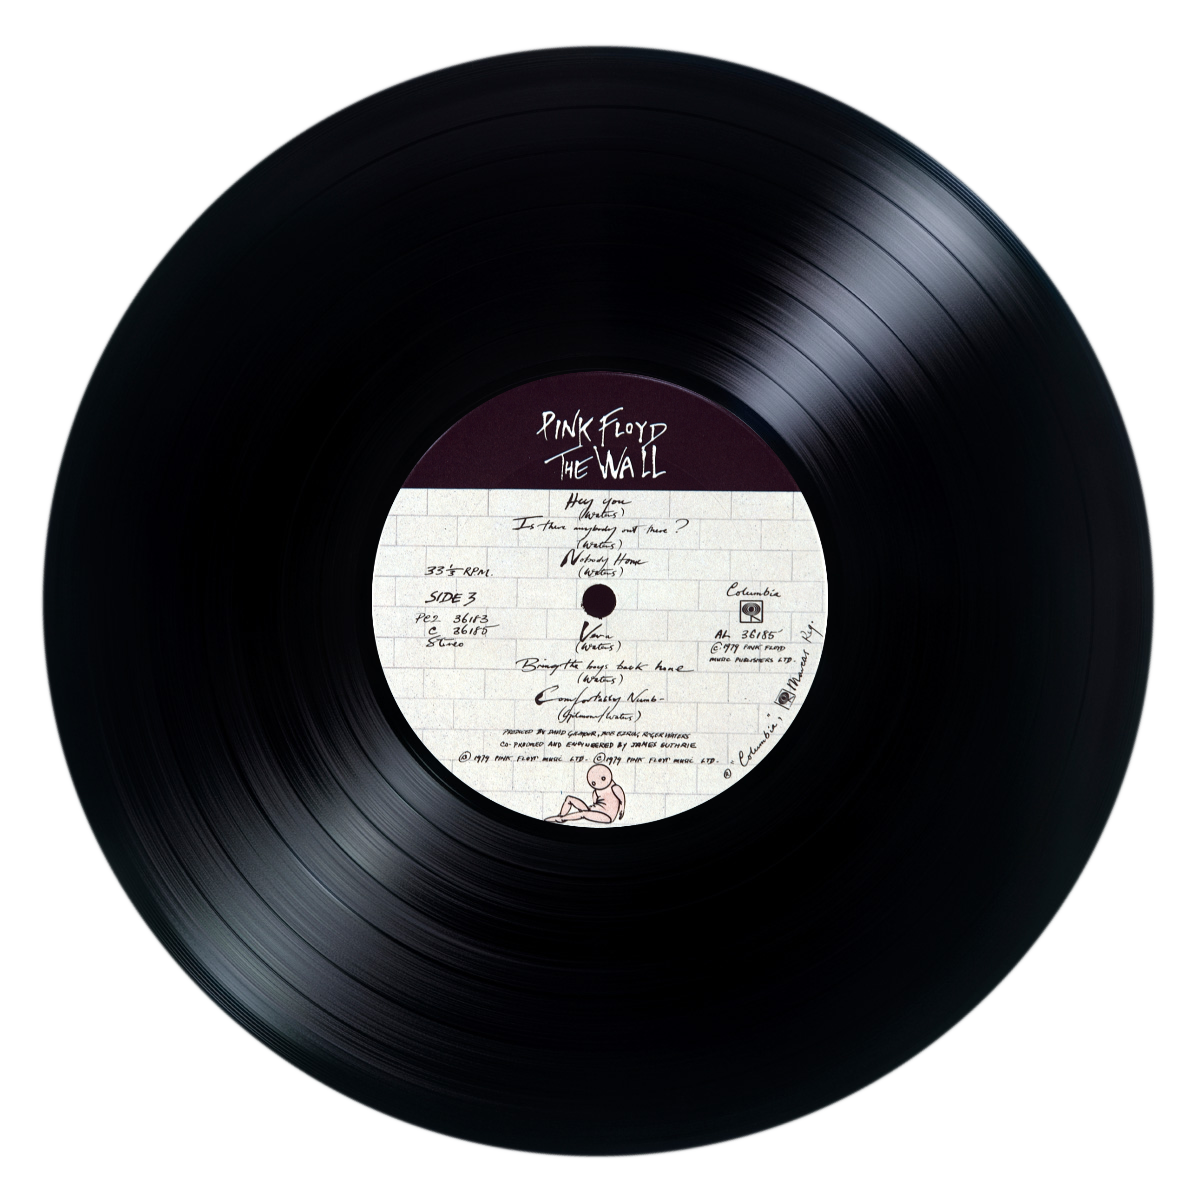 PINK FLOYD
THE WALL
Hey you
(Waters)
Is there anybody out there?
(Waters)
Nobody Home
(Waters)
33 1/3 RPM.
SIDE 3
PC2 36183
C 36185
Stereo
Columbia
AL 36185
© 1979 PINK FLOYD
MUSIC PUBLISHERS LTD.
Vera
(Waters)
Bring the boys back home
(Waters)
Comfortably Numb
(Gilmour/Waters)
PRODUCED BY DAVID GILMOUR, BOB EZRIN, ROGER WATERS
CO-PRODUCED AND ENGINEERED BY JAMES GUTHRIE
℗ 1979 PINK FLOYD MUSIC LTD. © 1979 PINK FLOYD MUSIC LTD.
® "Columbia", Marcas Reg.